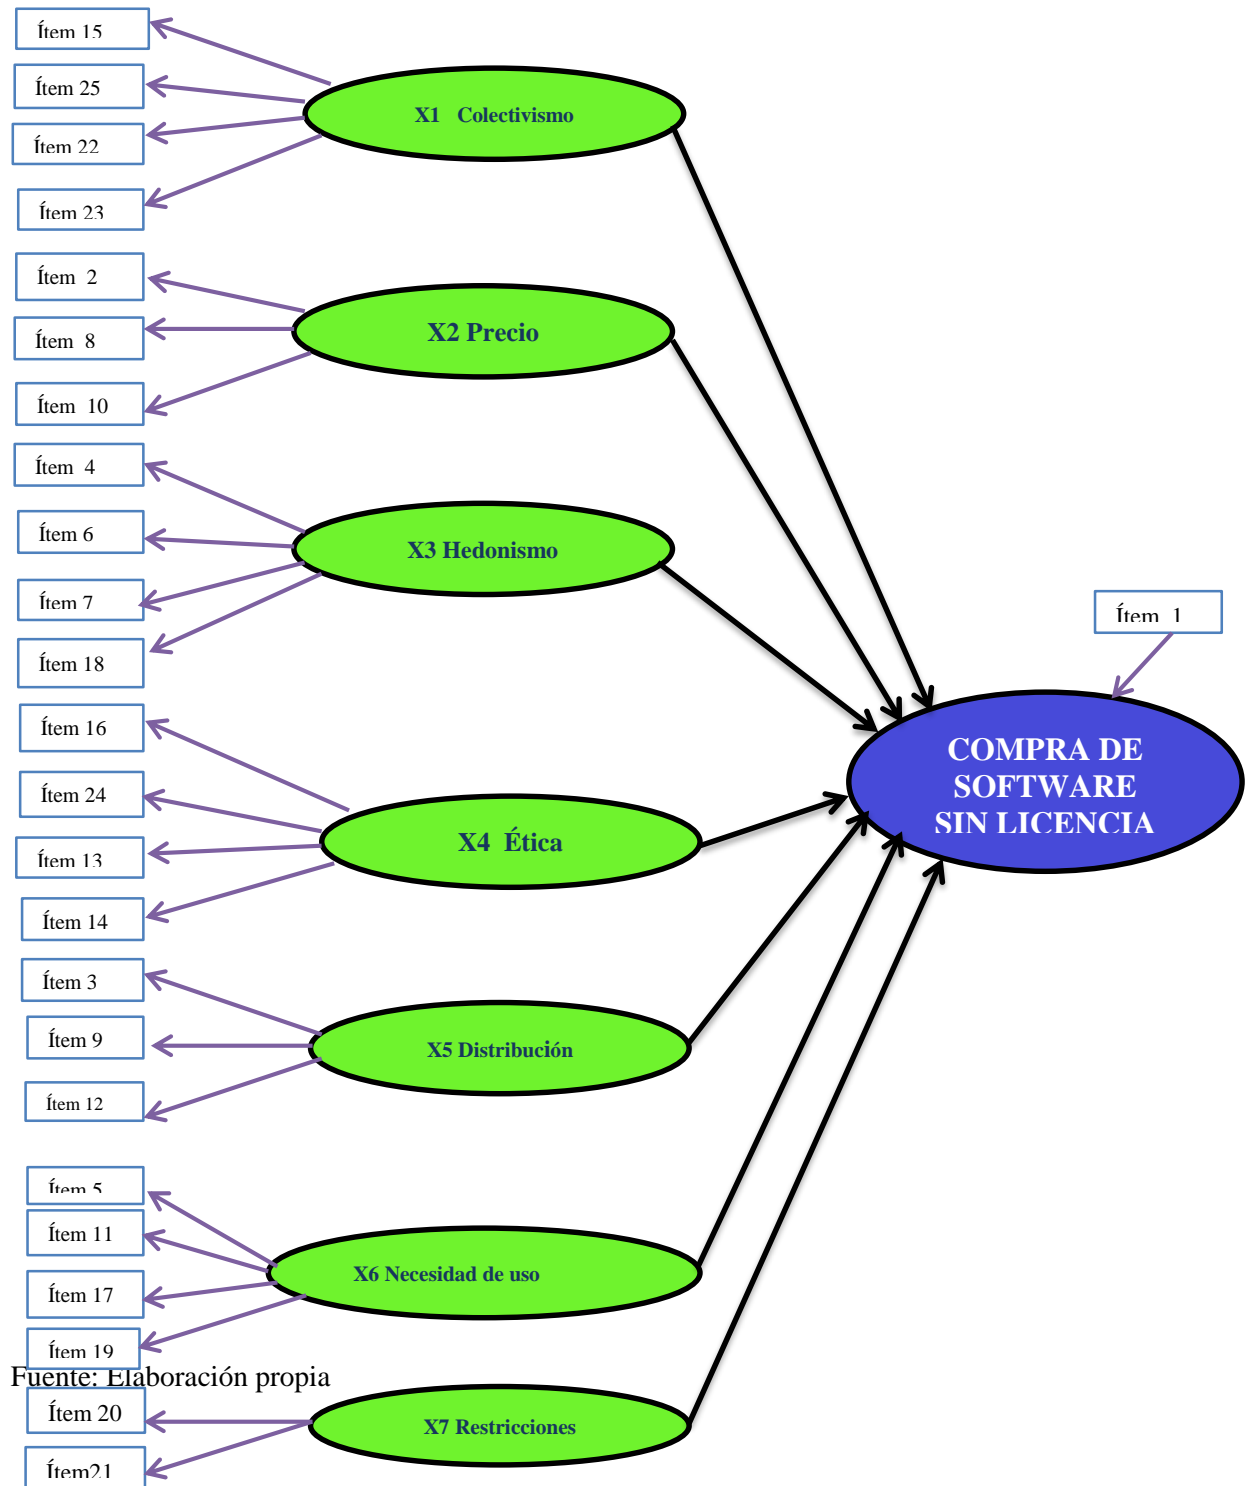 Ítem 15
Ítem 25
X1 Colectivismo
Ítem 22
Ítem 23
Ítem 2
X2 Precio
Ítem 8
Ítem 10
Ítem 4
Ítem 6
X3 Hedonismo
Ítem 7
Ítem 1
Ítem 18
Ítem 16
COMPRA DE
SOFTWARE
SIN LICENCIA
Ítem 24
X4 Ética
Ítem 13
Ítem 14
Ítem 3
Ítem 9
X5 Distribución
Ítem 12
Ítem 5
Ítem 11
X6 Necesidad de uso
Ítem 17
Ítem 19
Fuente: Elaboración propia
Ítem 20
X7 Restricciones
Ítem21